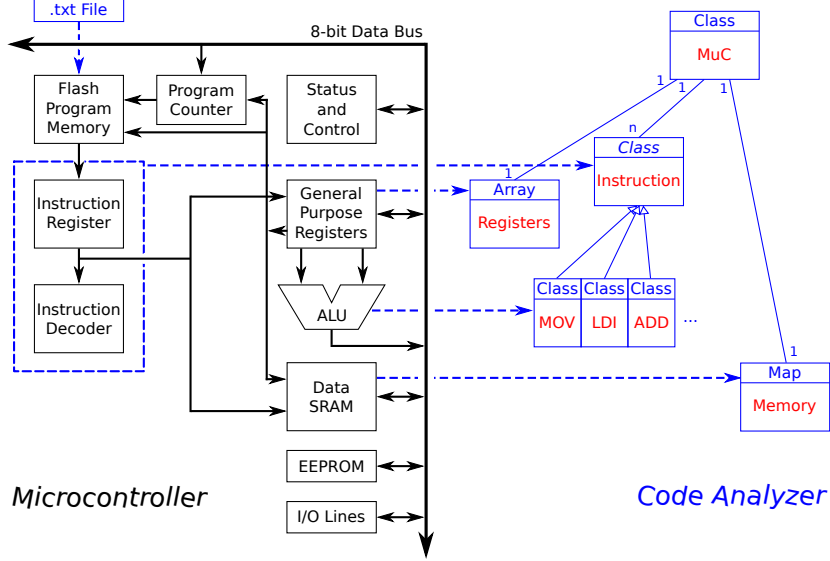 .txt File
8-bit Data Bus
Flash
Program
Memory
Program
Counter
Status
and
Control
Instruction
Register
General
Purpose
Registers
Instruction
Decoder
ALU
Data
SRAM
EEPROM
I/O Lines
Microcontroller
Class
MuC
1
1
1
n
1
Class
Instruction
Array
Registers
Class
MOV
Class
LDI
Class
ADD
...
1
Map
Memory
Code Analyzer